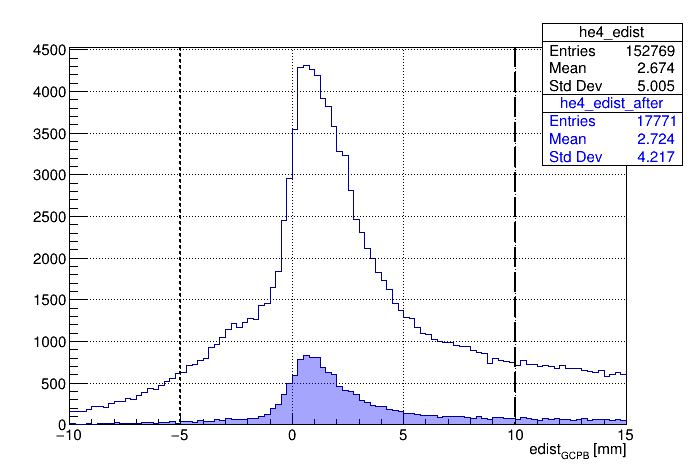 he4_edist
Entries 152769
Mean 2.674
Std Dev 5.005
he4_edist_after
Entries 17771
Mean 2.724
Std Dev 4.217
4500
4000
3500
3000
2500
2000
1500
1000
500
0
−10 −5 0 5 10 15
edist_GCPB [mm]